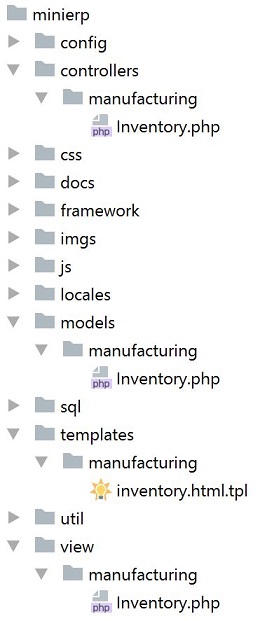 minierp
config
controllers
manufacturing
php Inventory.php
css
docs
framework
imgs
js
locales
models
manufacturing
php Inventory.php
sql
templates
manufacturing
inventory.html.tpl
util
view
manufacturing
php Inventory.php